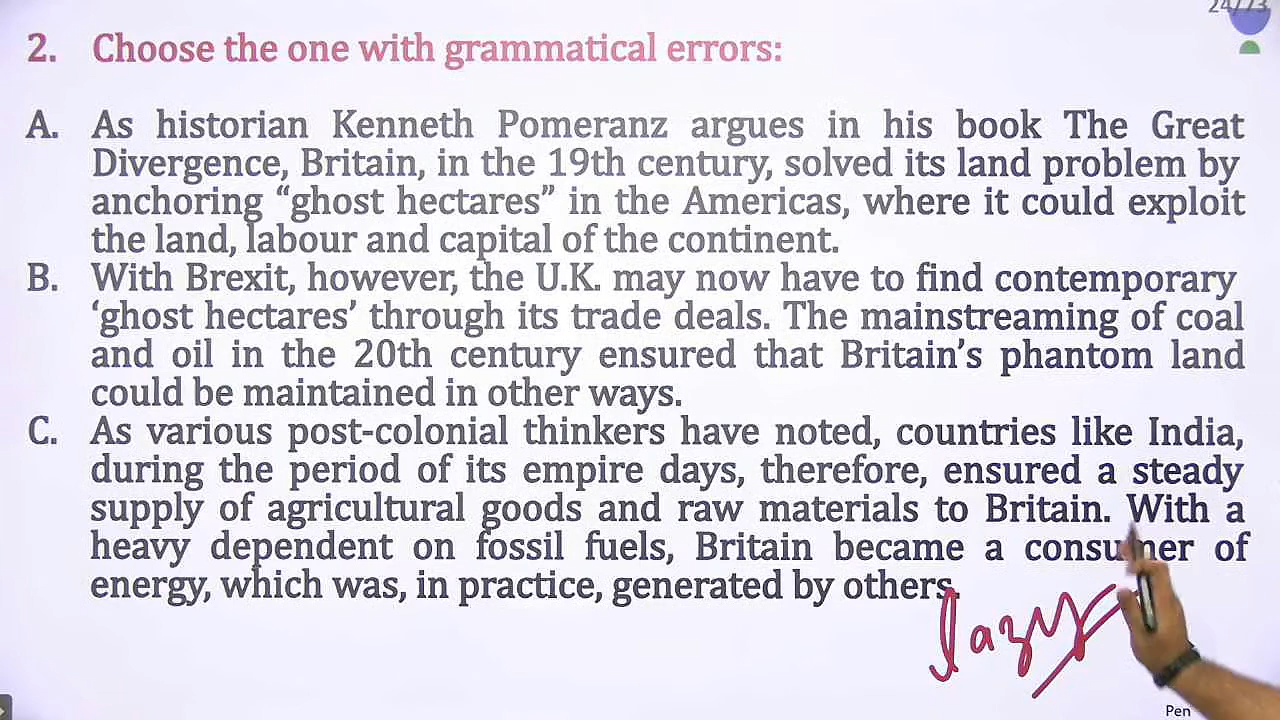 24/73
2. Choose the one with grammatical errors:
A. As historian Kenneth Pomeranz argues in his book The Great
Divergence, Britain, in the 19th century, solved its land problem by
anchoring “ghost hectares” in the Americas, where it could exploit
the land, labour and capital of the continent.
B. With Brexit, however, the U.K. may now have to find contemporary
‘ghost hectares’ through its trade deals. The mainstreaming of coal
and oil in the 20th century ensured that Britain’s phantom land
could be maintained in other ways.
C. As various post-colonial thinkers have noted, countries like India,
during the period of its empire days, therefore, ensured a steady
supply of agricultural goods and raw materials to Britain. With a
heavy dependent on fossil fuels, Britain became a consumer of
energy, which was, in practice, generated by others.
lazy
Pen